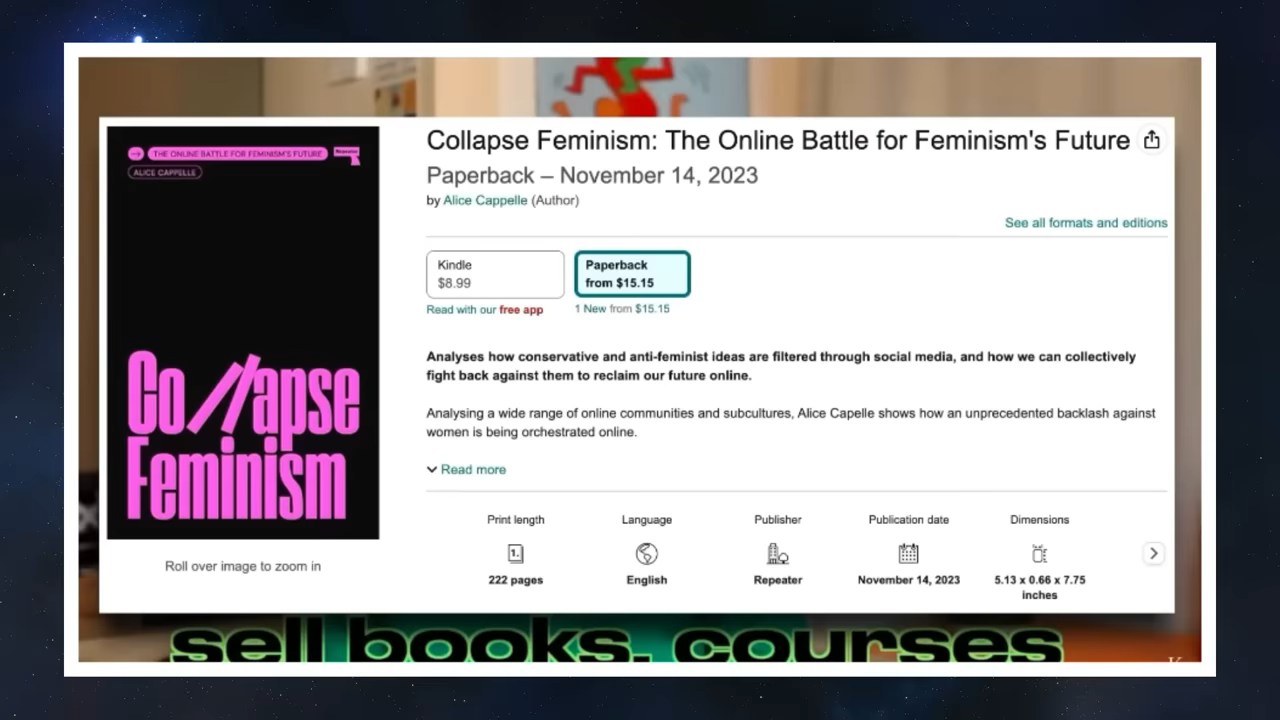 THE ONLINE BATTLE FOR FEMINISM'S FUTURE
Repeater
ALICE CAPPELLE
Collapse
Feminism
Roll over image to zoom in
Collapse Feminism: The Online Battle for Feminism's Future
Paperback – November 14, 2023
by Alice Cappelle (Author)
See all formats and editions
Kindle
$8.99
Paperback
from $15.15
Read with our free app
1 New from $15.15
Analyses how conservative and anti-feminist ideas are filtered through social media, and how we can collectively
fight back against them to reclaim our future online.
Analysing a wide range of online communities and subcultures, Alice Capelle shows how an unprecedented backlash against
women is being orchestrated online.
Read more
Print length
1.
222 pages
Language
English
Publisher
Repeater
Publication date
November 14, 2023
Dimensions
5.13 x 0.66 x 7.75
inches
sell books, courses